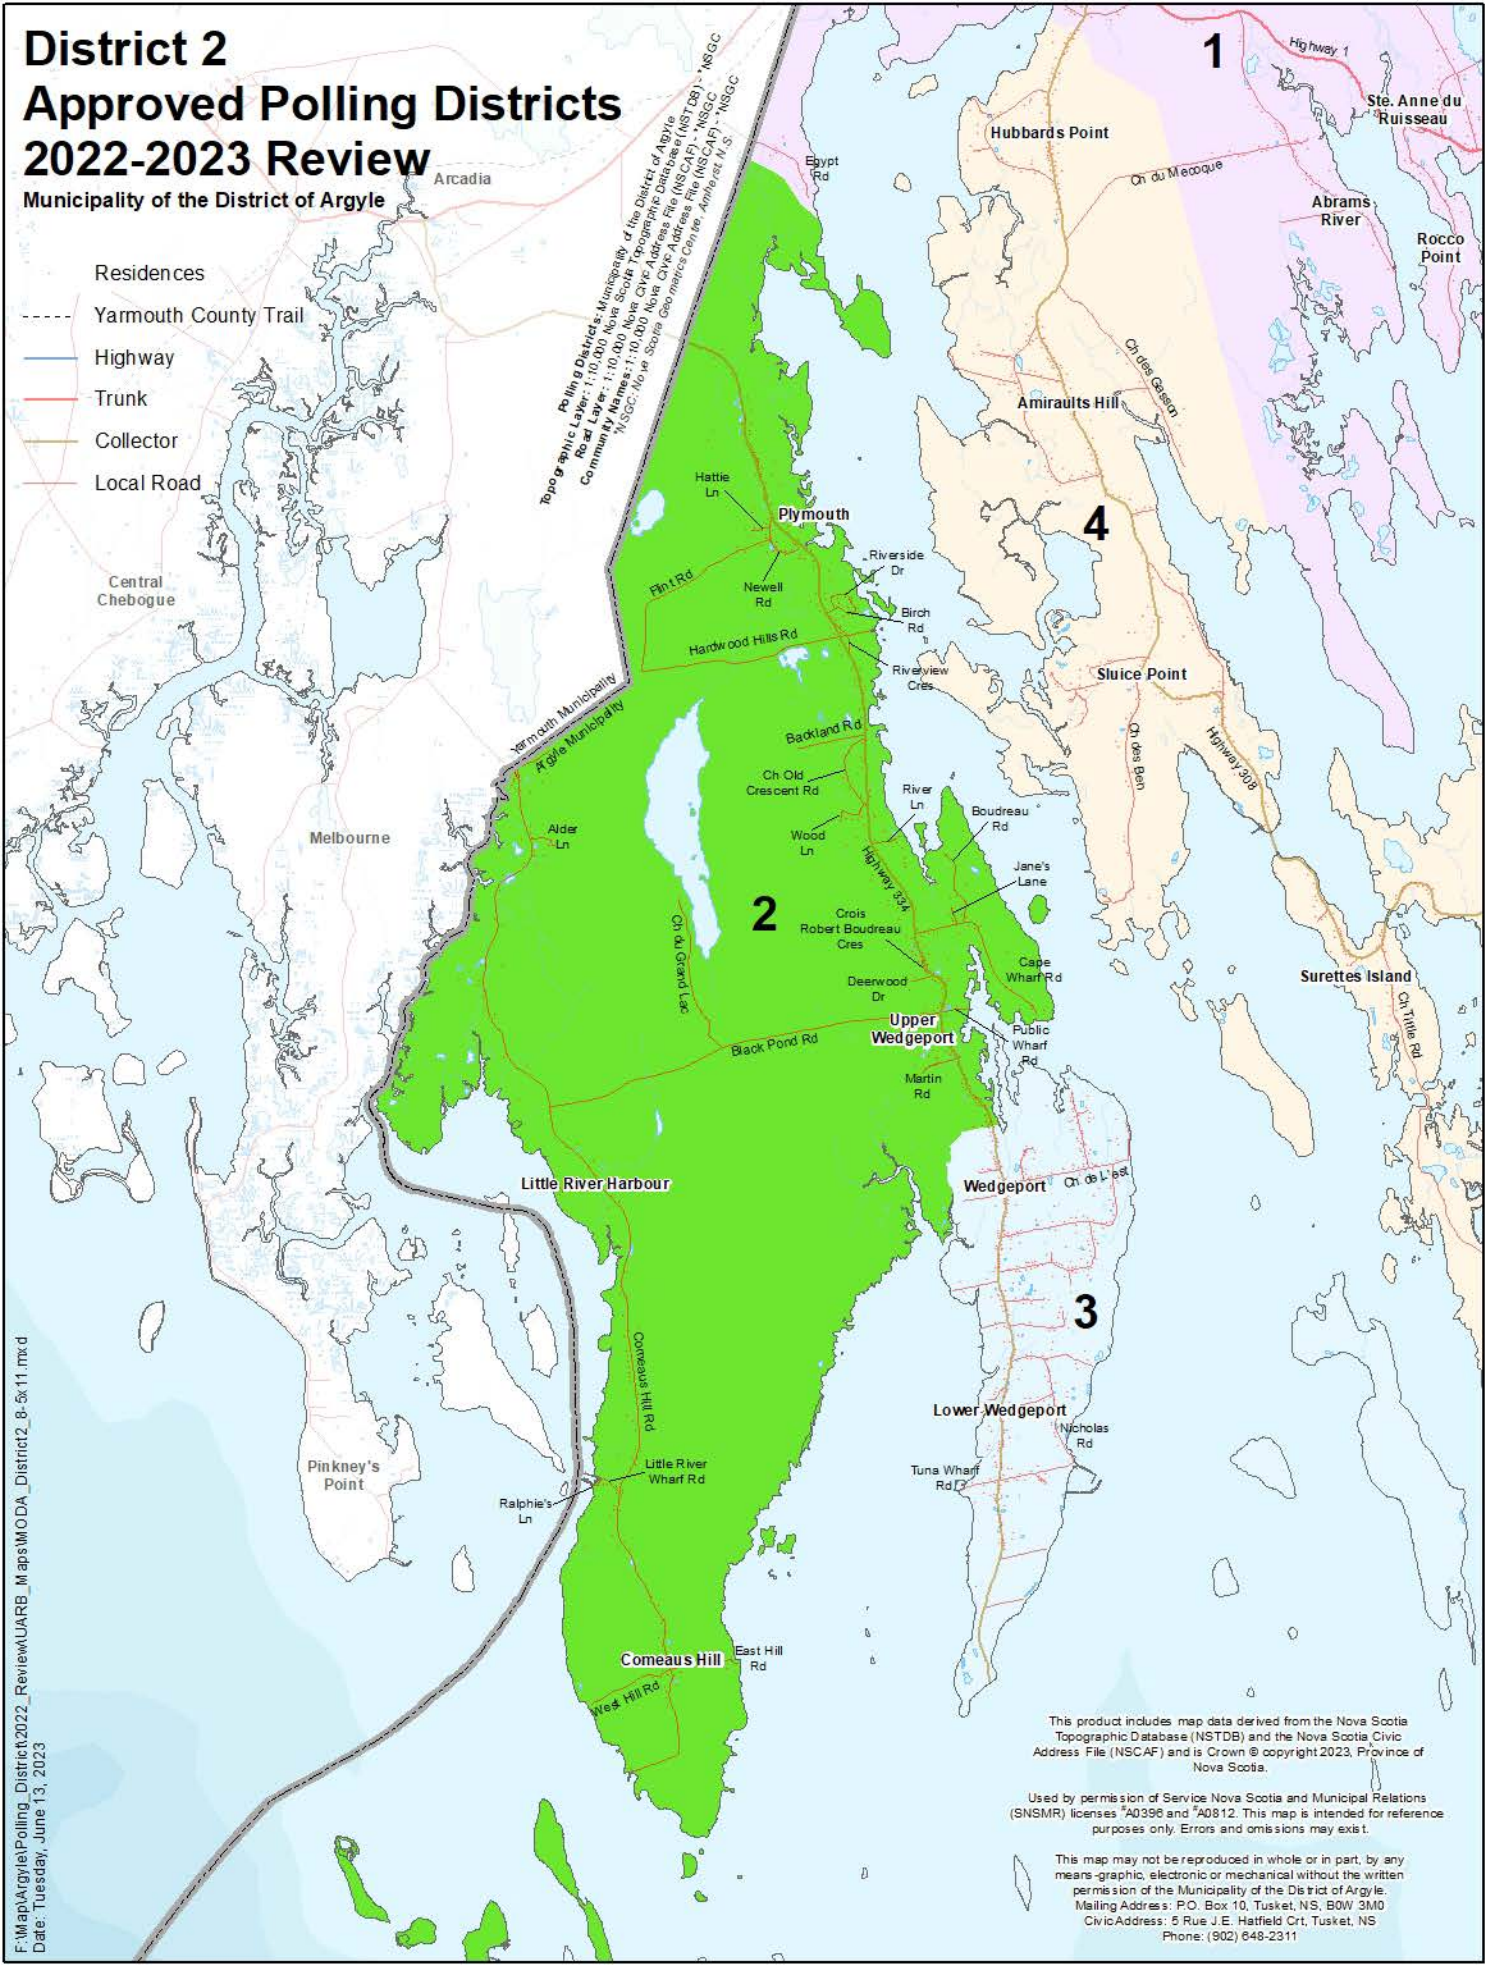 District 2
Approved Polling Districts
2022-2023 Review
Municipality of the District of Argyle
Residences
Yarmouth County Trail
Highway
Trunk
Collector
Local Road
Polling Districts: Municipality of the District of Argyle
Topographic Layer: 1:10,000 Nova Scotia Topographic Database (NSTDB) - *NSGC
Road Layer: 1:10,000 Nova Civic Address File (NSCAF) - *NSGC
Community Names: 1:10,000 Nova Civic Address File (NSCAF) - *NSGC
*NSGC: Nova Scotia Geomatics Centre, Amherst N.S.
Arcadia
Central
Chebogue
Melbourne
Pinkney's
Point
Yarmouth Municipality
Argyle Municipality
1
Highway 1
Ste. Anne du
Ruisseau
Hubbards Point
Egypt
Rd
Ch du Mecoque
Abrams
River
Rocco
Point
Ch des Gasson
Amiraults Hill
4
Hattie
Ln
Plymouth
Riverside
Dr
Flint Rd
Newell
Rd
Birch
Rd
Hardwood Hills Rd
Riverview
Cres
Sluice Point
Backland Rd
Ch des Ben
Highway 308
Ch Old
Crescent Rd
River
Ln
Boudreau
Rd
Alder
Ln
Wood
Ln
Highway 334
Jane's
Lane
2
Crois
Robert Boudreau
Cres
Ch du Grand Lac
Cape
Wharf Rd
Deerwood
Dr
Surettes Island
Ch Tittle Rd
Upper
Wedgeport
Public
Wharf
Rd
Black Pond Rd
Martin
Rd
Little River Harbour
Wedgeport
Ch de L'est
3
Comeaus Hill Rd
Lower Wedgeport
Nicholas
Rd
Little River
Wharf Rd
Tuna Wharf
Rd
Ralphie's
Ln
Comeaus Hill
East Hill
Rd
West Hill Rd
This product includes map data derived from the Nova Scotia
Topographic Database (NSTDB) and the Nova Scotia Civic
Address File (NSCAF) and is Crown © copyright 2023, Province of
Nova Scotia.
Used by permission of Service Nova Scotia and Municipal Relations
(SNSMR) licenses #A0396 and #A0812. This map is intended for reference
purposes only. Errors and omissions may exist.
This map may not be reproduced in whole or in part, by any
means -graphic, electronic or mechanical without the written
permission of the Municipality of the District of Argyle.
Mailing Address: P.O. Box 10, Tusket, NS, B0W 3M0
Civic Address: 5 Rue J.E. Hatfield Crt, Tusket, NS
Phone: (902) 648-2311
F:\Map\Argyle\Polling_District\2022_Review\UARB_Maps\MODA_District2_8-5x11.mxd
Date: Tuesday, June 13, 2023